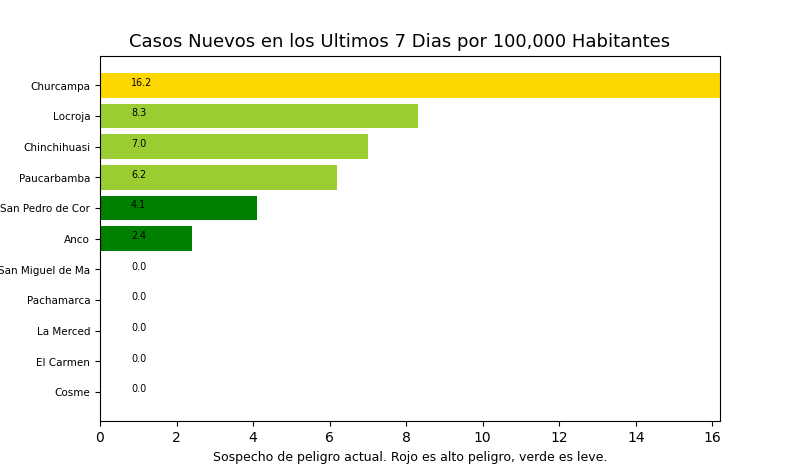 Casos Nuevos en los Ultimos 7 Dias por 100,000 Habitantes
Churcampa 16.2
Locroja 8.3
Chinchihuasi 7.0
Paucarbamba 6.2
San Pedro de Cor 4.1
Anco 2.4
San Miguel de Ma 0.0
Pachamarca 0.0
La Merced 0.0
El Carmen 0.0
Cosme 0.0
0 2 4 6 8 10 12 14 16
Sospecho de peligro actual. Rojo es alto peligro, verde es leve.